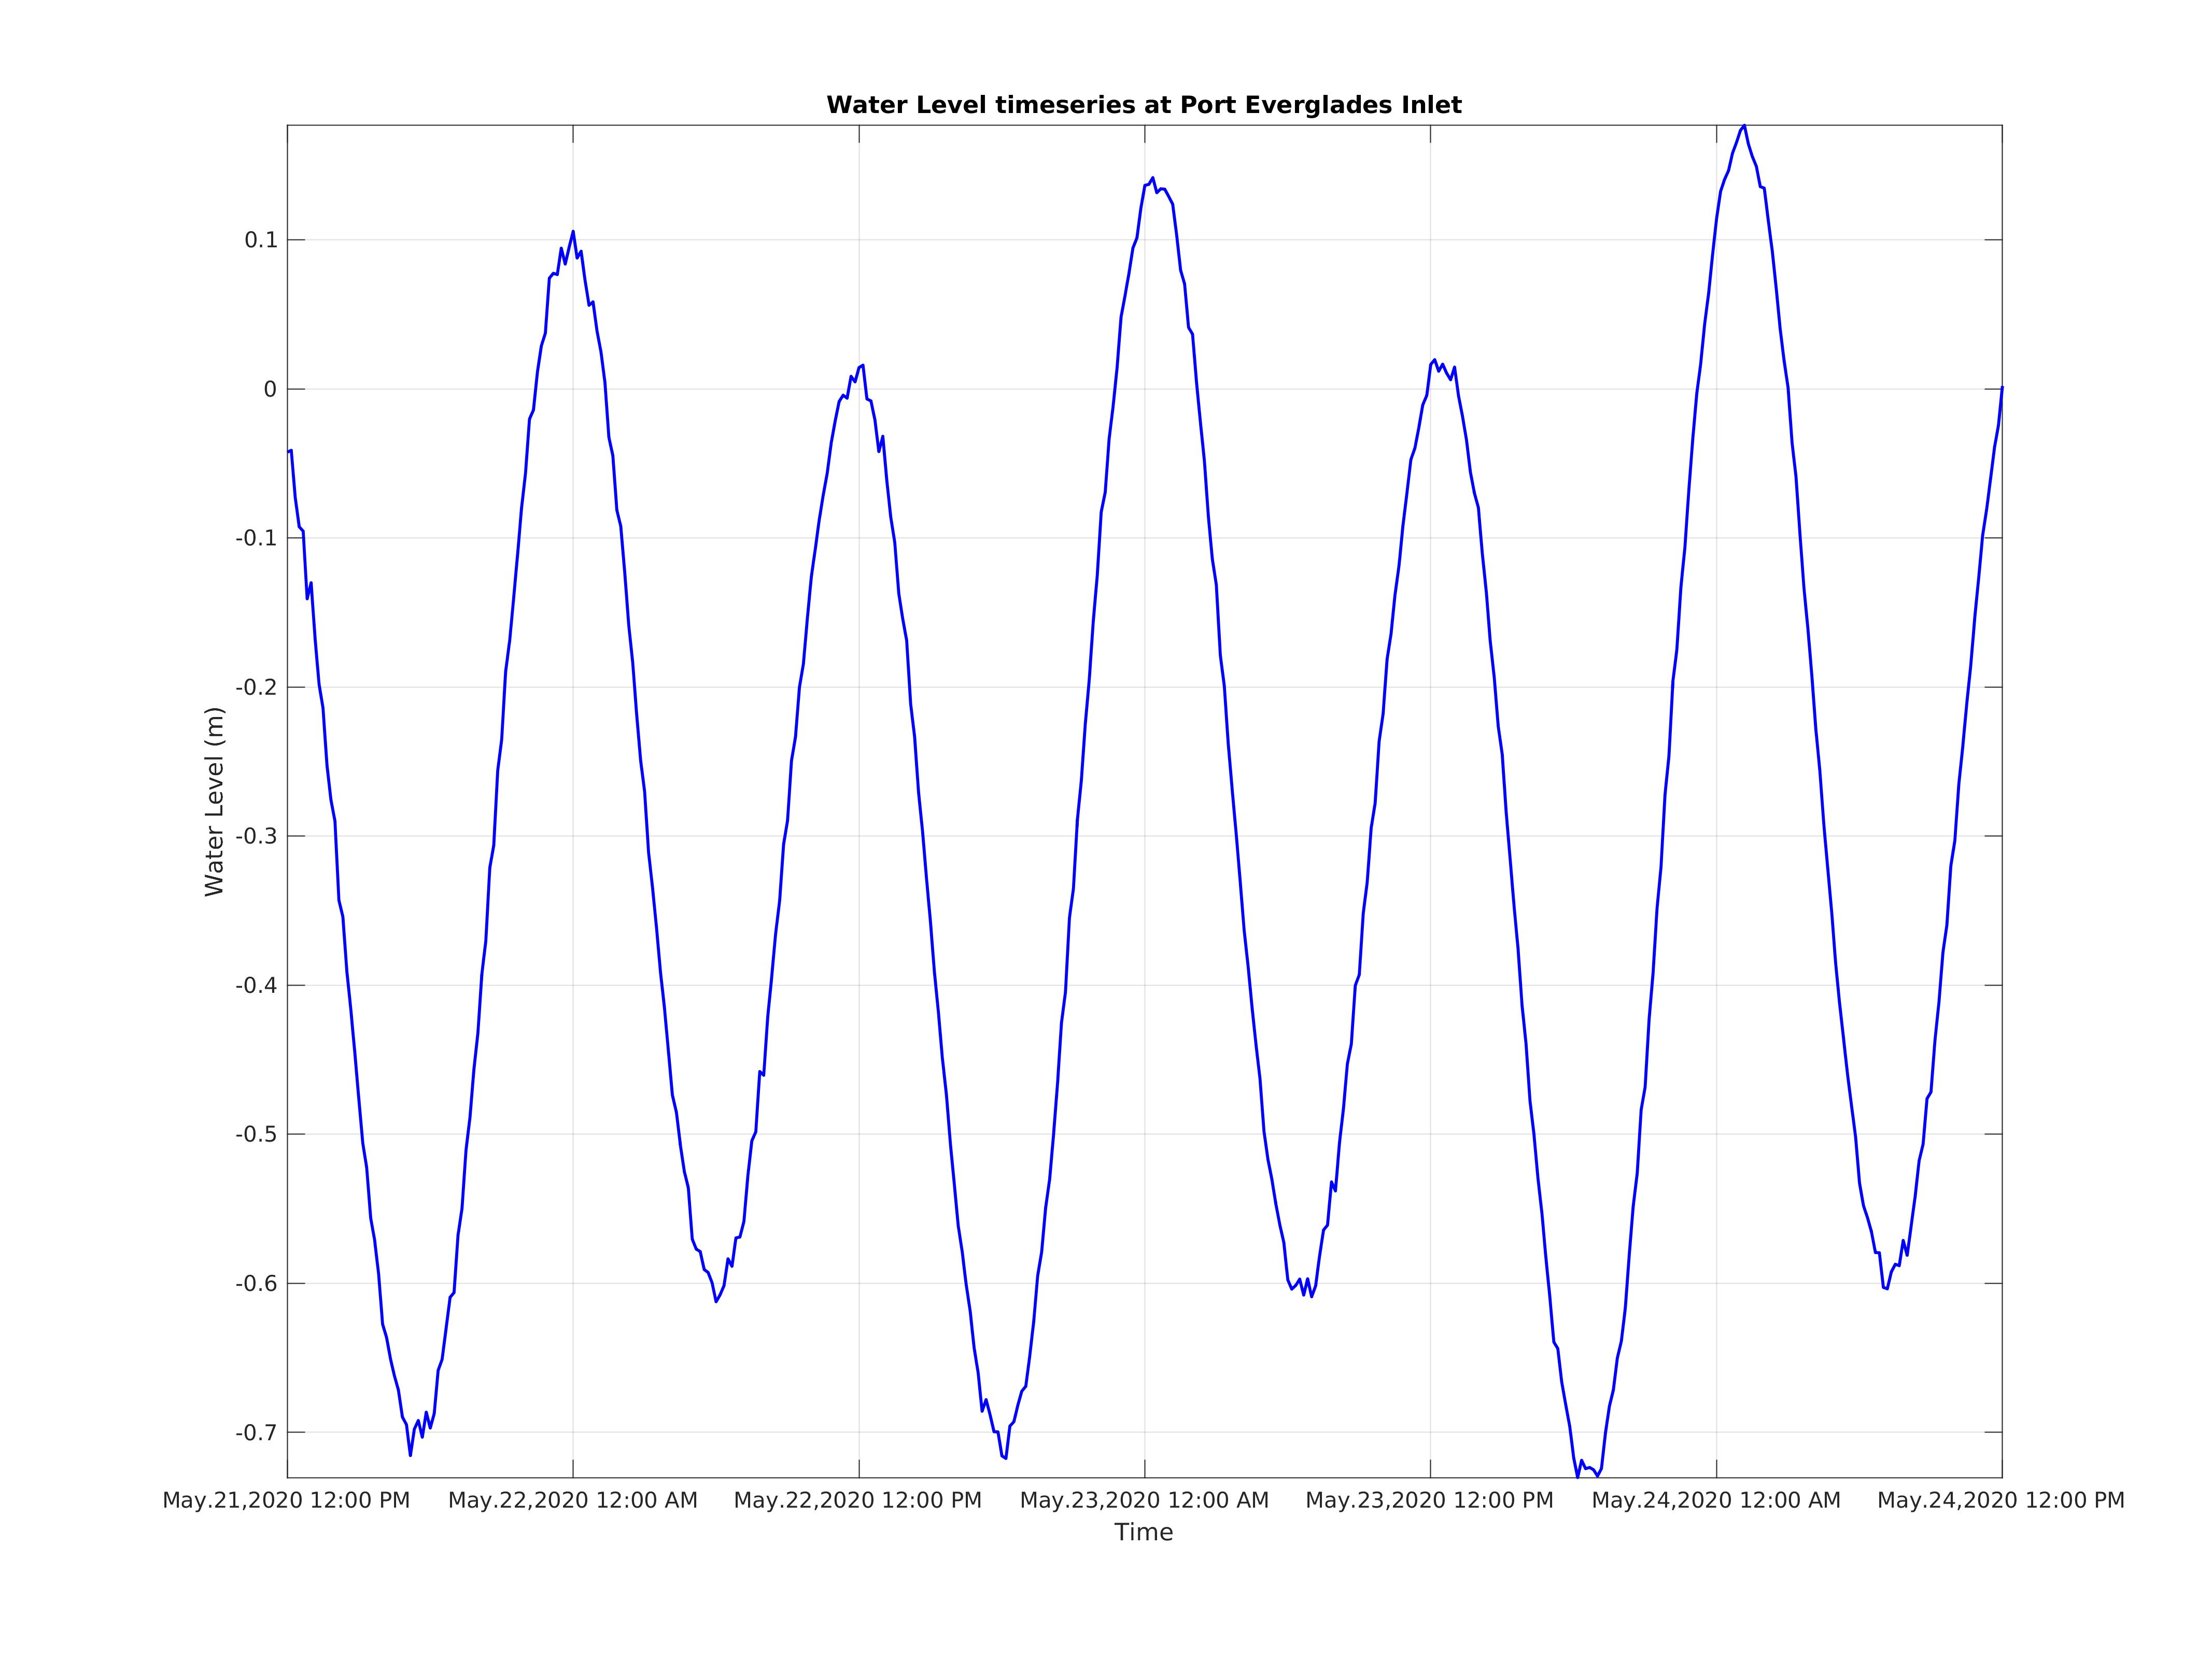 Water Level timeseries at Port Everglades Inlet
0.1
0
-0.1
-0.2
-0.3
-0.4
-0.5
-0.6
-0.7
Water Level (m)
May.21,2020 12:00 PM
May.22,2020 12:00 AM
May.22,2020 12:00 PM
May.23,2020 12:00 AM
May.23,2020 12:00 PM
May.24,2020 12:00 AM
May.24,2020 12:00 PM
Time